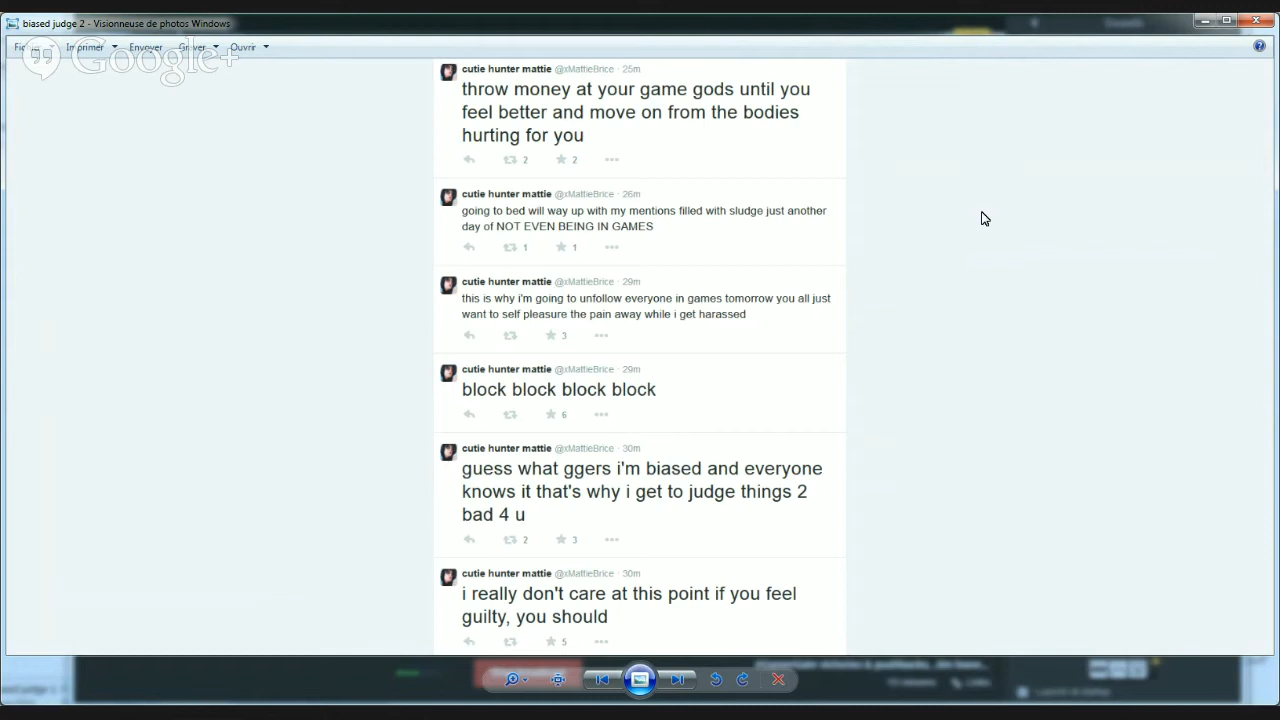 biased judge 2 - Visionneuse de photos Windows
Imprimer Envoyer Graver Ouvrir
Google+
cutie hunter mattie @xMattieBrice · 25m
throw money at your game gods until you
feel better and move on from the bodies
hurting for you
2 2
cutie hunter mattie @xMattieBrice · 26m
going to bed will way up with my mentions filled with sludge just another
day of NOT EVEN BEING IN GAMES
1 1
cutie hunter mattie @xMattieBrice · 29m
this is why i'm going to unfollow everyone in games tomorrow you all just
want to self pleasure the pain away while i get harassed
3
cutie hunter mattie @xMattieBrice · 29m
block block block block
6
cutie hunter mattie @xMattieBrice · 30m
guess what ggers i'm biased and everyone
knows it that's why i get to judge things 2
bad 4 u
2 3
cutie hunter mattie @xMattieBrice · 30m
i really don't care at this point if you feel
guilty, you should
5